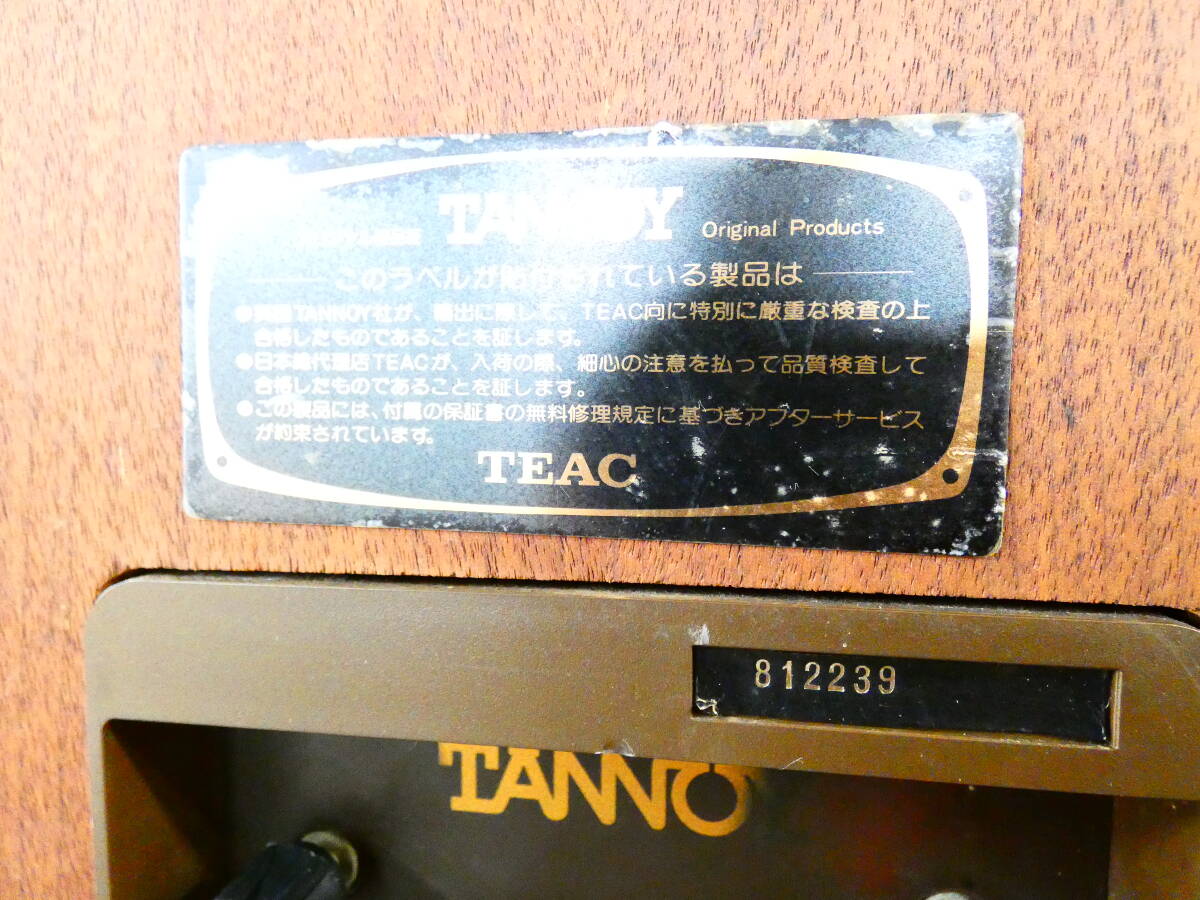 TANNOY Original Products
このラベルが貼付されている製品は
●英国TANNOY社が、輸出に際して、TEAC向に特別に厳重な検査の上
合格したものであることを証します。
●日本総代理店TEACが、入荷の際、細心の注意を払って品質検査して
合格したものであることを証します。
●この製品には、付属の保証書の無料修理規定に基づきアフターサービス
が約束されています。
TEAC
812239
TANNO